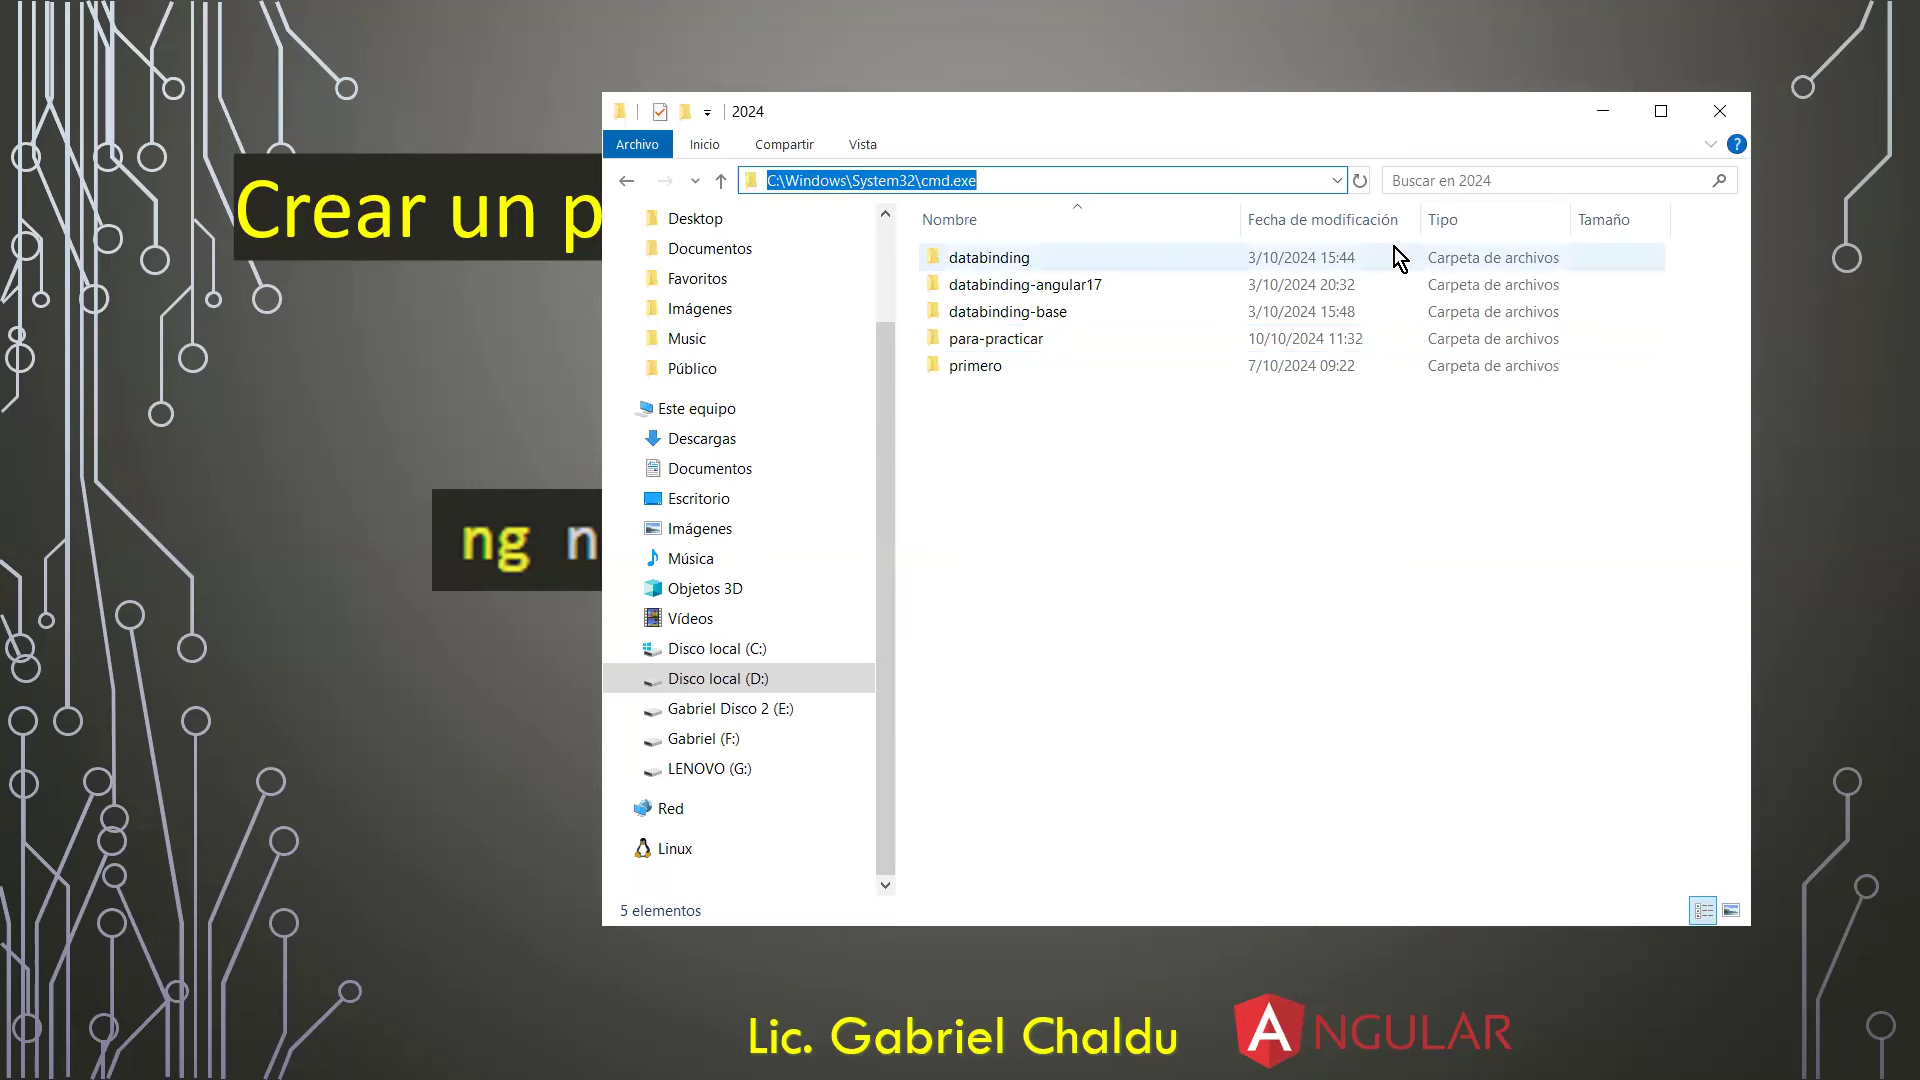 Crear un p
ng n
2024
Archivo Inicio Compartir Vista
C:\Windows\System32\cmd.exe
Buscar en 2024
Nombre Fecha de modificación Tipo Tamaño
databinding 3/10/2024 15:44 Carpeta de archivos
databinding-angular17 3/10/2024 20:32 Carpeta de archivos
databinding-base 3/10/2024 15:48 Carpeta de archivos
para-practicar 10/10/2024 11:32 Carpeta de archivos
primero 7/10/2024 09:22 Carpeta de archivos
Desktop
Documentos
Favoritos
Imágenes
Music
Público
Este equipo
Descargas
Documentos
Escritorio
Imágenes
Música
Objetos 3D
Vídeos
Disco local (C:)
Disco local (D:)
Gabriel Disco 2 (E:)
Gabriel (F:)
LENOVO (G:)
Red
Linux
5 elementos
Lic. Gabriel Chaldu
ANGULAR